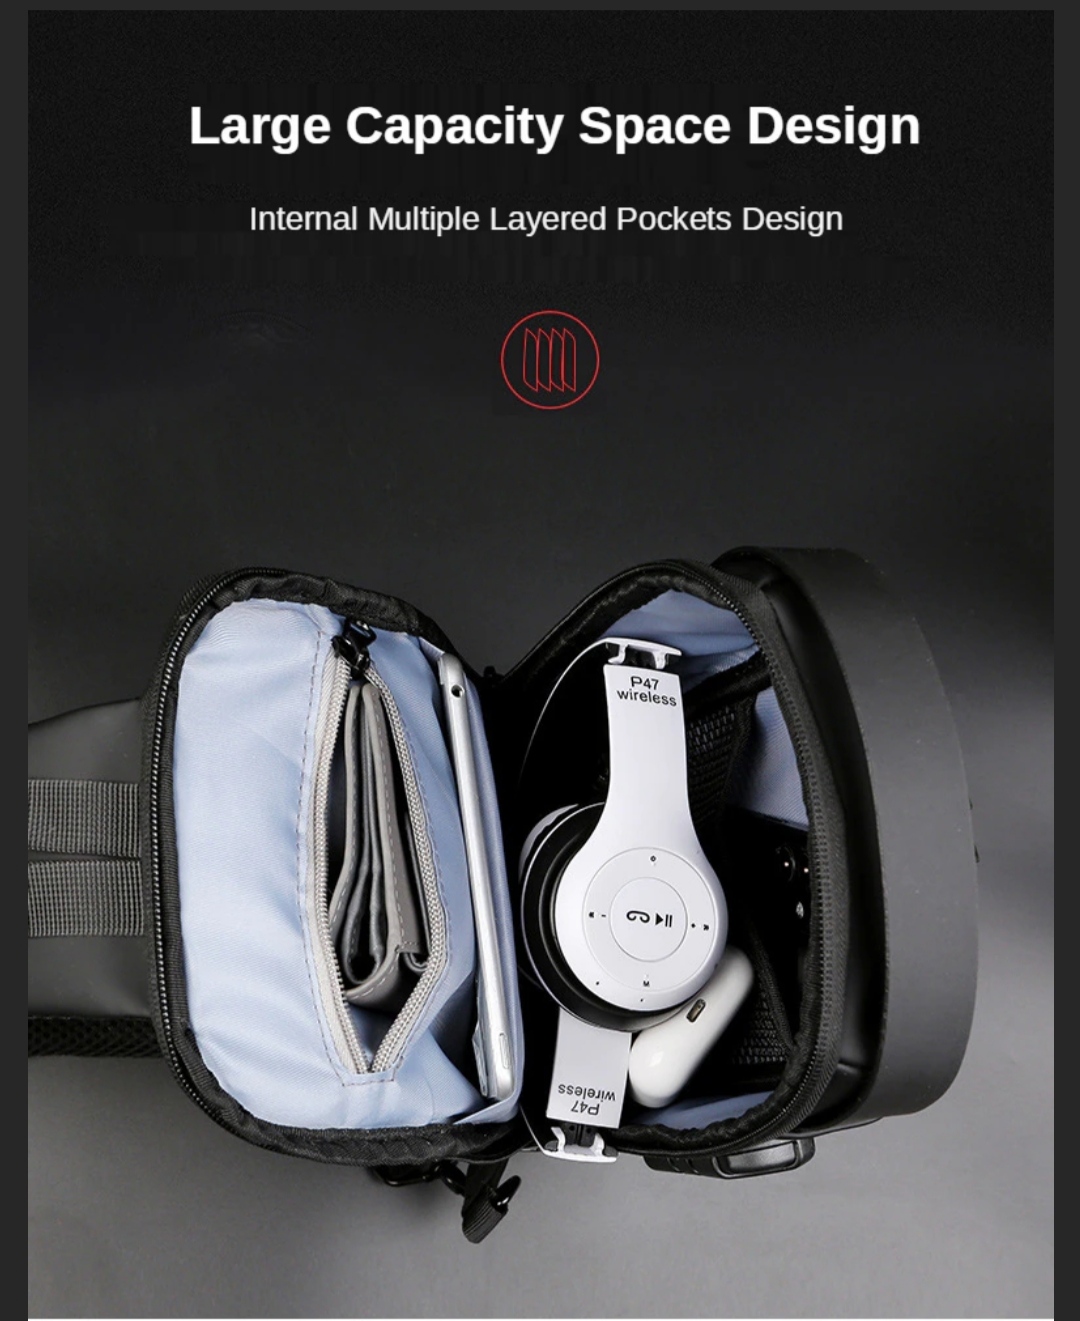 Large Capacity Space Design
Internal Multiple Layered Pockets Design
P47
wireless
M
P47
wireless